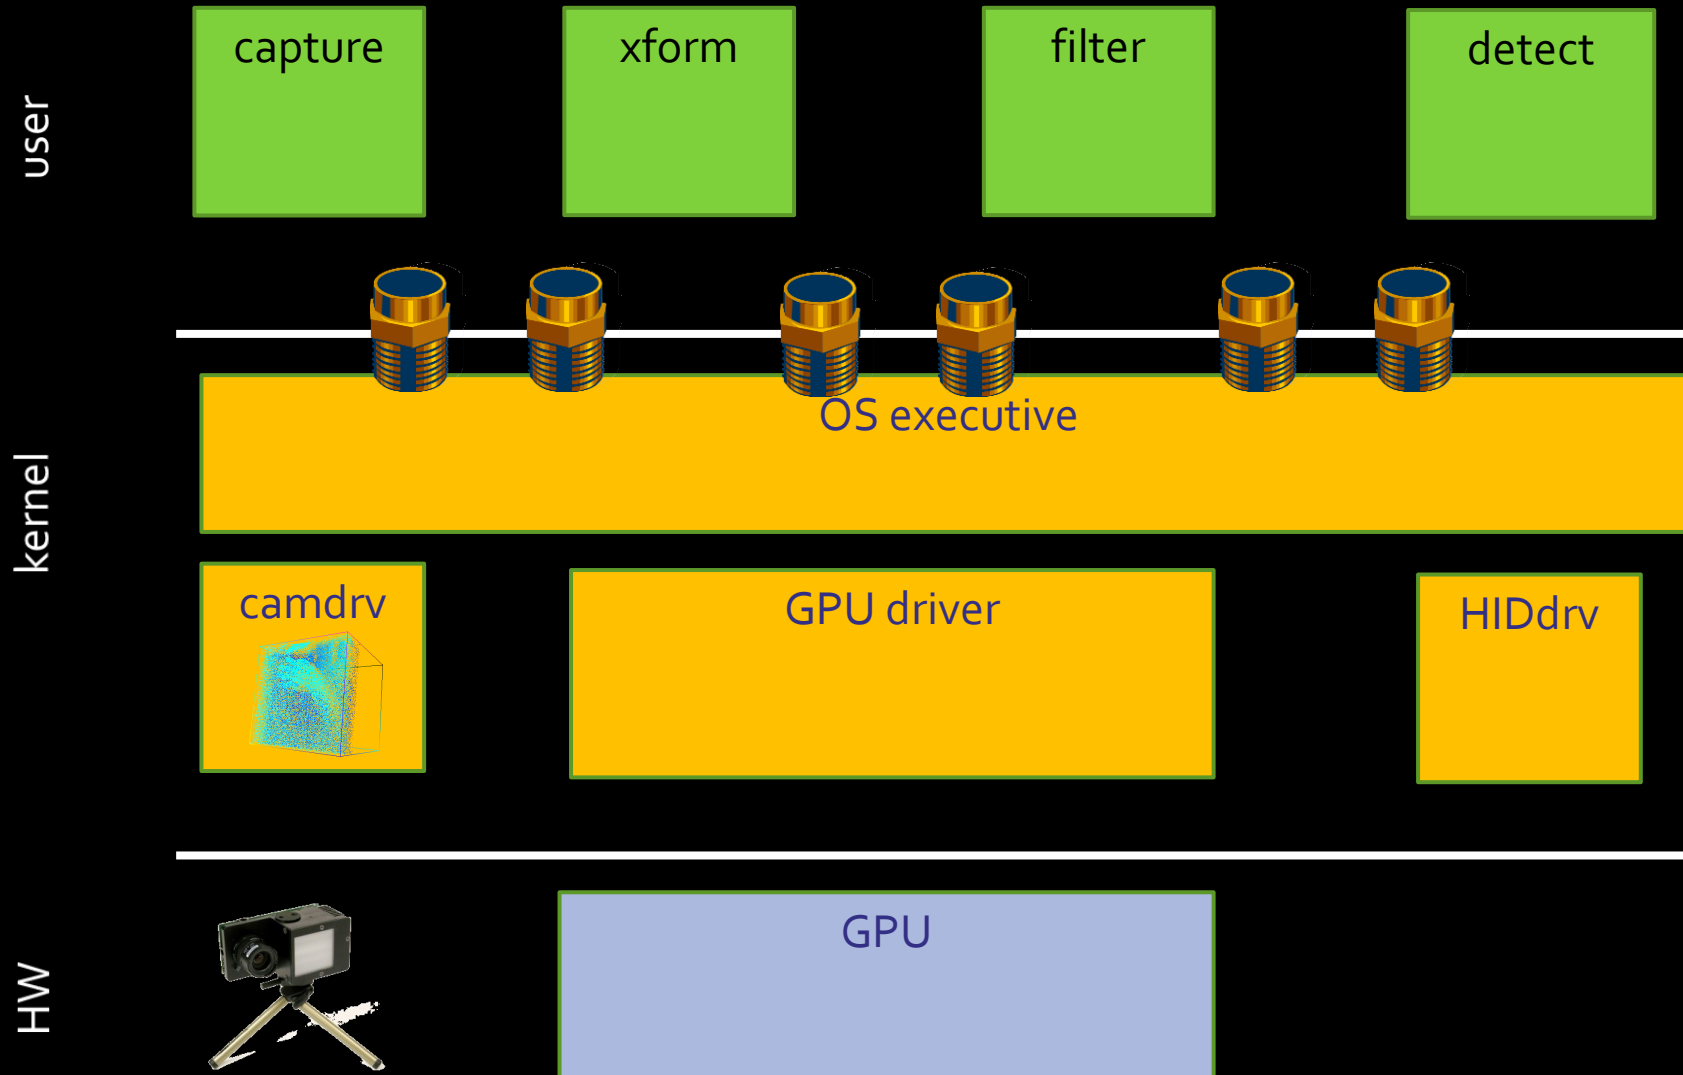 user
capture
xform
filter
detect
kernel
OS executive
camdrv
GPU driver
HIDdrv
HW
GPU